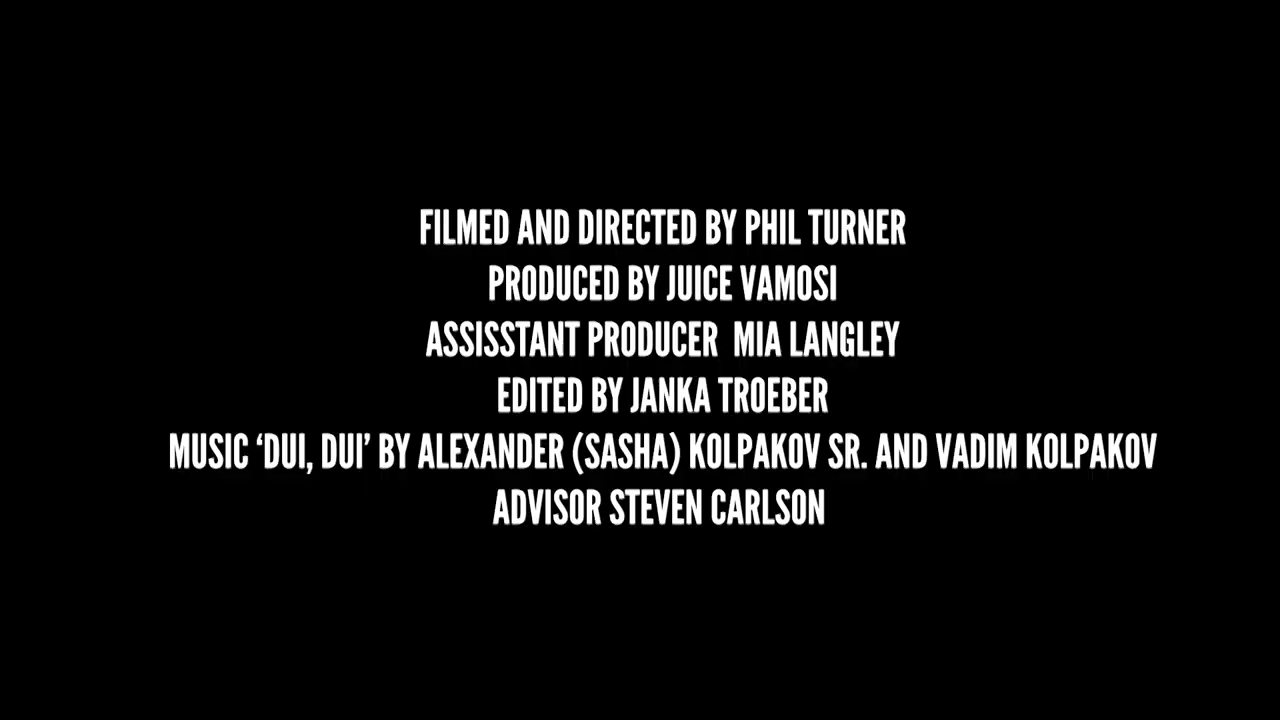 FILMED AND DIRECTED BY PHIL TURNER
PRODUCED BY JUICE VAMOSI
ASSISSTANT PRODUCER  MIA LANGLEY
EDITED BY JANKA TROEBER
MUSIC ‘DUI, DUI’ BY ALEXANDER (SASHA) KOLPAKOV SR. AND VADIM KOLPAKOV
ADVISOR STEVEN CARLSON